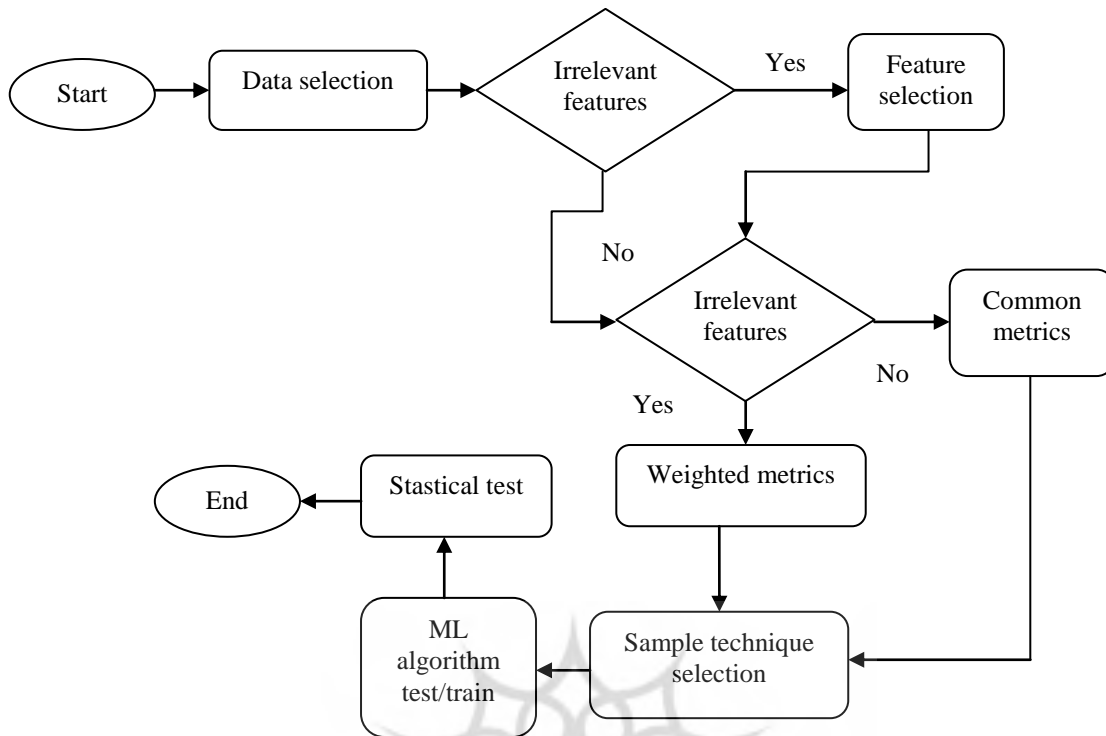 Start
Data selection
Irrelevant
features
Yes
Feature
selection
No
Irrelevant
features
No
Common
metrics
Yes
Weighted metrics
Stastical test
End
ML
algorithm
test/train
Sample technique
selection